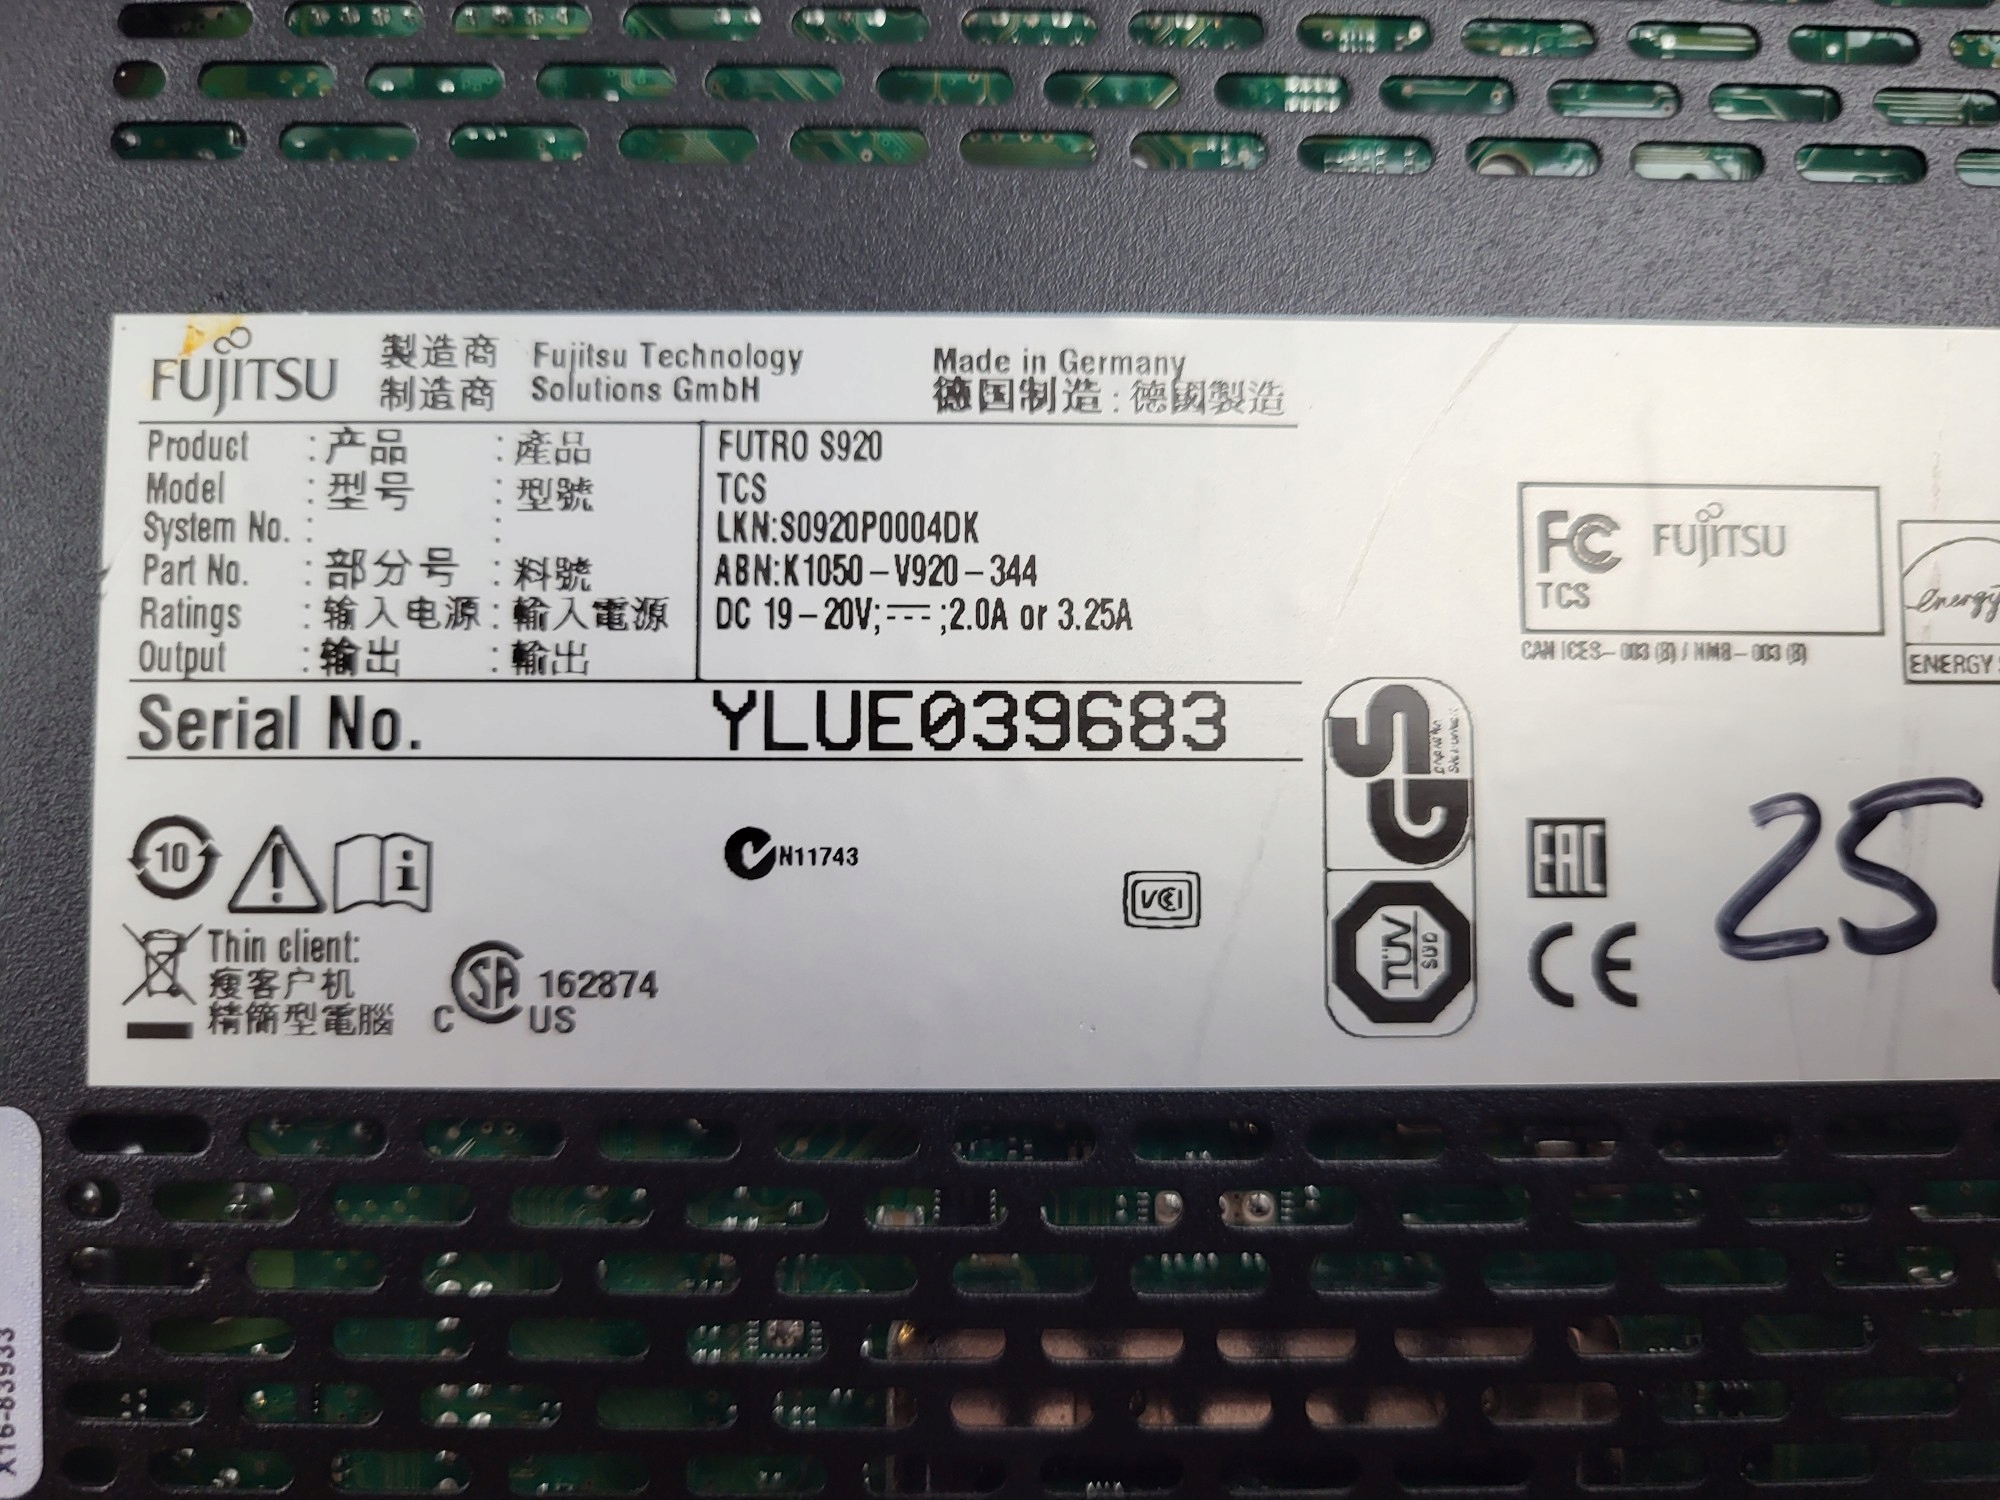 FUJITSU 製造商 Fujitsu Technology Made in Germany
制造商 Solutions GmbH 德国制造 : 德國製造
Product : 产品 : 產品 FUTRO S920
Model : 型号 : 型號 TCS
System No. : : LKN:S0920P0004DK
Part No. : 部分号 : 料號 ABN:K1050-V920-344
Ratings : 输入电源 : 輸入電源 DC 19-20V; ⎓ ;2.0A or 3.25A
Output : 输出 : 輸出
Serial No. YLUE039683
FC FUJITSU
TCS
CAN ICES-003 (B) / NMB-003 (B)
energy
ENERGY
10
i
N11743
VCI
SG
TÜV
SÜD
EAC
CE
25
Thin client:
瘦客户机
精簡型電腦
C SA US 162874
X16-83933